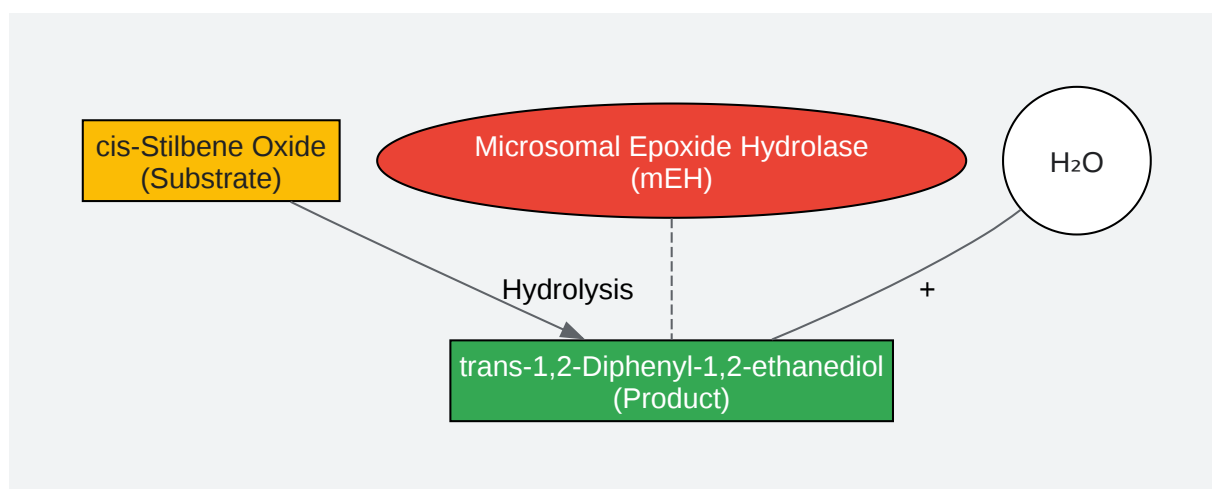 cis-Stilbene Oxide
(Substrate)
Microsomal Epoxide Hydrolase
(mEH)
H₂O
Hydrolysis
+
trans-1,2-Diphenyl-1,2-ethanediol
(Product)